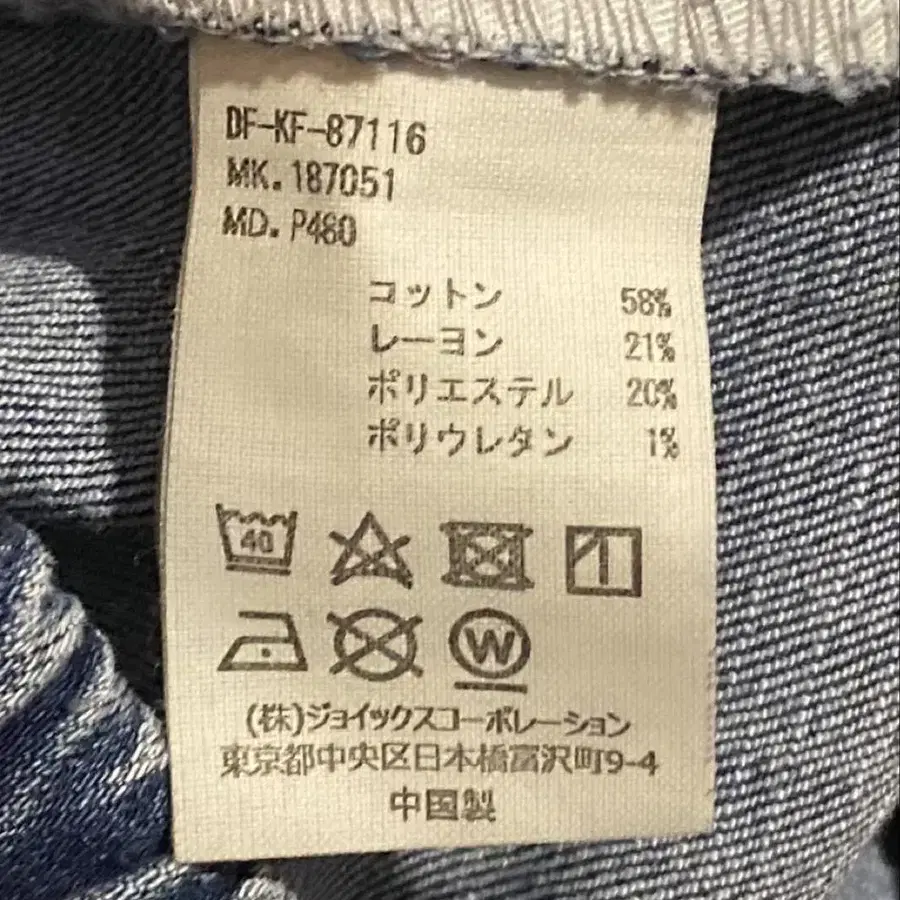 DF-KF-87116
MK.187051
MD.P460
コットン 58%
レーヨン 21%
ポリエステル 20%
ポリウレタン 1%
40
W
(株)ジョイックスコーポレーション
東京都中央区日本橋富沢町9-4
中国製